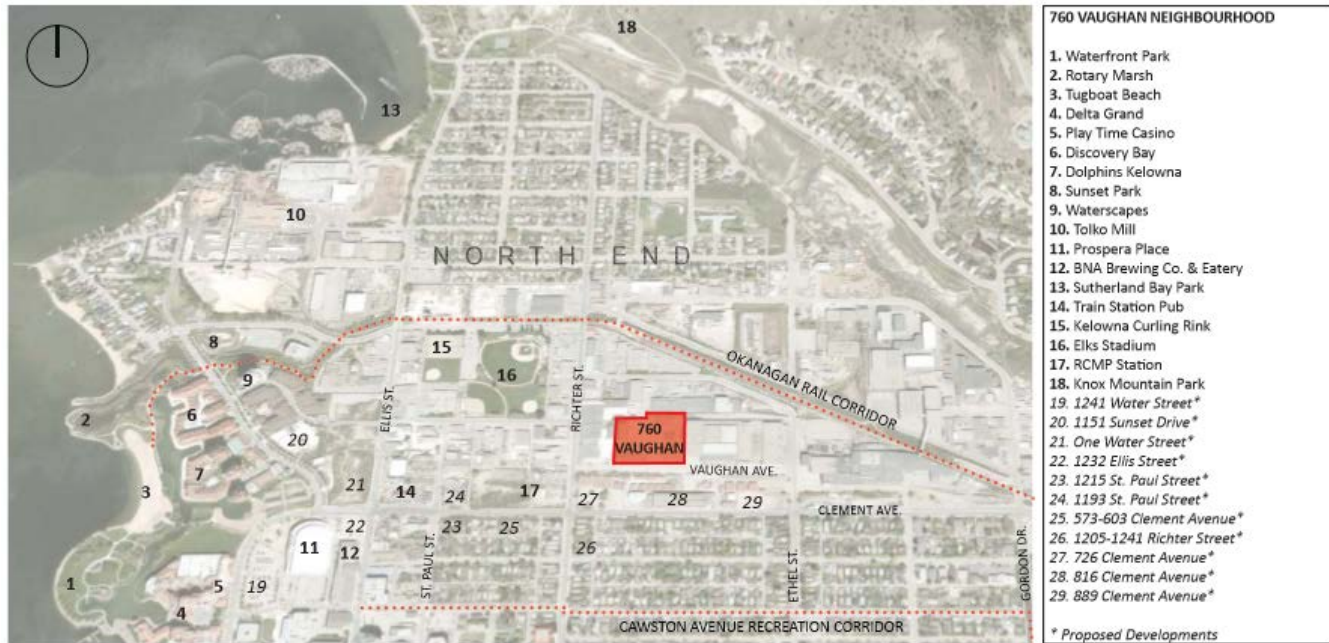 18
13
10
NORTH END
8
15
9
16
OKANAGAN RAIL CORRIDOR
ELLIS ST.
RICHTER ST.
2
6
760
VAUGHAN
20
VAUGHAN AVE.
7
3
21
14
24
17
27
28
29
CLEMENT AVE.
22
23
25
11
12
26
ST. PAUL ST.
ETHEL ST.
GORDON DR.
1
5
19
4
CAWSTON AVENUE RECREATION CORRIDOR
760 VAUGHAN NEIGHBOURHOOD
1. Waterfront Park
2. Rotary Marsh
3. Tugboat Beach
4. Delta Grand
5. Play Time Casino
6. Discovery Bay
7. Dolphins Kelowna
8. Sunset Park
9. Waterscapes
10. Tolko Mill
11. Prospera Place
12. BNA Brewing Co. & Eatery
13. Sutherland Bay Park
14. Train Station Pub
15. Kelowna Curling Rink
16. Elks Stadium
17. RCMP Station
18. Knox Mountain Park
19. 1241 Water Street*
20. 1151 Sunset Drive*
21. One Water Street*
22. 1232 Ellis Street*
23. 1215 St. Paul Street*
24. 1193 St. Paul Street*
25. 573-603 Clement Avenue*
26. 1205-1241 Richter Street*
27. 726 Clement Avenue*
28. 816 Clement Avenue*
29. 889 Clement Avenue*
* Proposed Developments